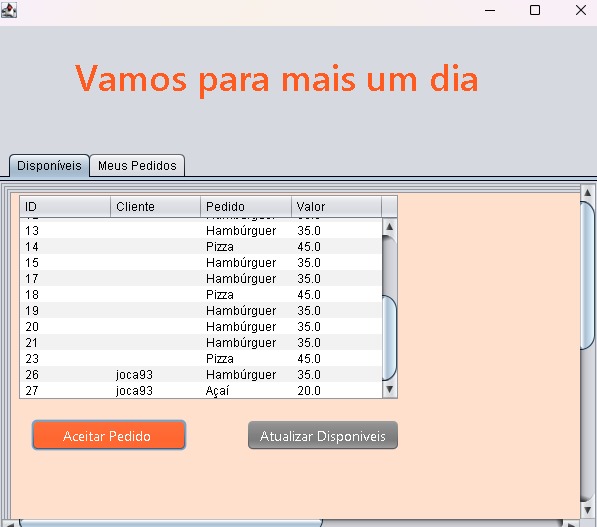 Vamos para mais um dia
Disponíveis Meus Pedidos
ID Cliente Pedido Valor
13 Hambúrguer 35.0
14 Pizza 45.0
15 Hambúrguer 35.0
17 Hambúrguer 35.0
18 Pizza 45.0
19 Hambúrguer 35.0
20 Hambúrguer 35.0
21 Hambúrguer 35.0
23 Pizza 45.0
26 joca93 Hambúrguer 35.0
27 joca93 Açaí 20.0
Aceitar Pedido Atualizar Disponiveis